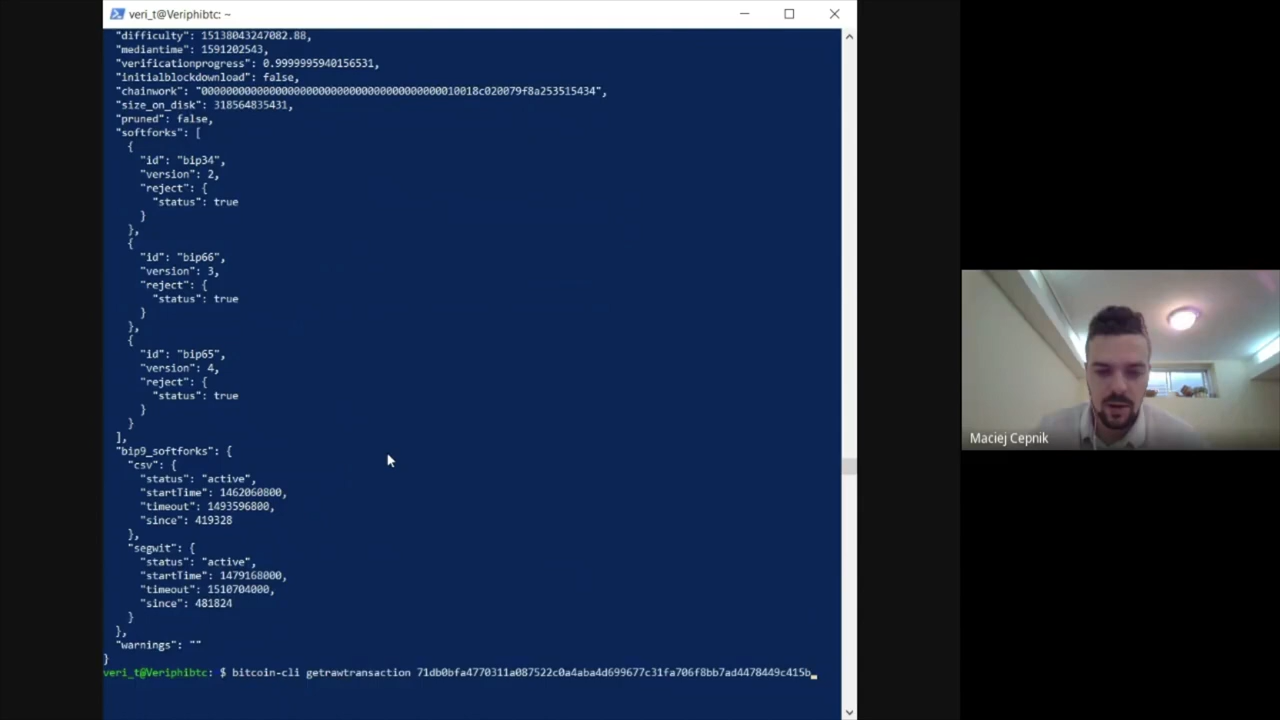 veri_t@Veriphibtc: ~
"difficulty": 15138043247082.88,
"mediantime": 1591202543,
"verificationprogress": 0.9999995940156531,
"initialblockdownload": false,
"chainwork": "00000000000000000000000000000000000000010018c020079f8a253515434",
"size_on_disk": 318564835431,
"pruned": false,
"softforks": [
{
"id": "bip34",
"version": 2,
"reject": {
"status": true
}
},
{
"id": "bip66",
"version": 3,
"reject": {
"status": true
}
},
{
"id": "bip65",
"version": 4,
"reject": {
"status": true
}
}
],
"bip9_softforks": {
"csv": {
"status": "active",
"startTime": 1462060800,
"timeout": 1493596800,
"since": 419328
},
"segwit": {
"status": "active",
"startTime": 1479168000,
"timeout": 1510704000,
"since": 481824
}
},
"warnings": ""
}
veri_t@Veriphibtc: $ bitcoin-cli getrawtransaction 71db0bfa4770311a087522c0a4aba4d699677c31fa706f8bb7ad4478449c415b_
Maciej Cepnik